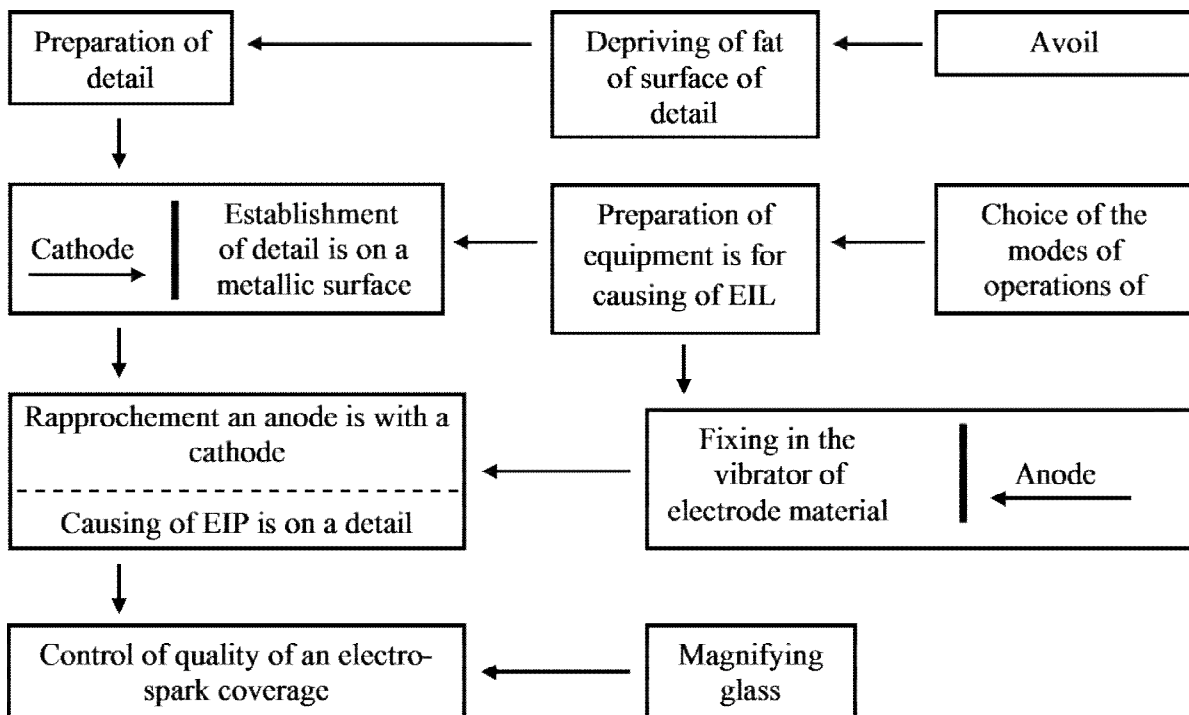 Preparation of
detail
Depriving of fat
of surface of
detail
Avoil
Cathode
Establishment
of detail is on a
metallic surface
Preparation of
equipment is for
causing of EIL
Choice of the
modes of
operations of
Rapprochement an anode is with a
cathode
Causing of EIP is on a detail
Fixing in the
vibrator of
electrode material
Anode
Control of quality of an electro-
spark coverage
Magnifying
glass